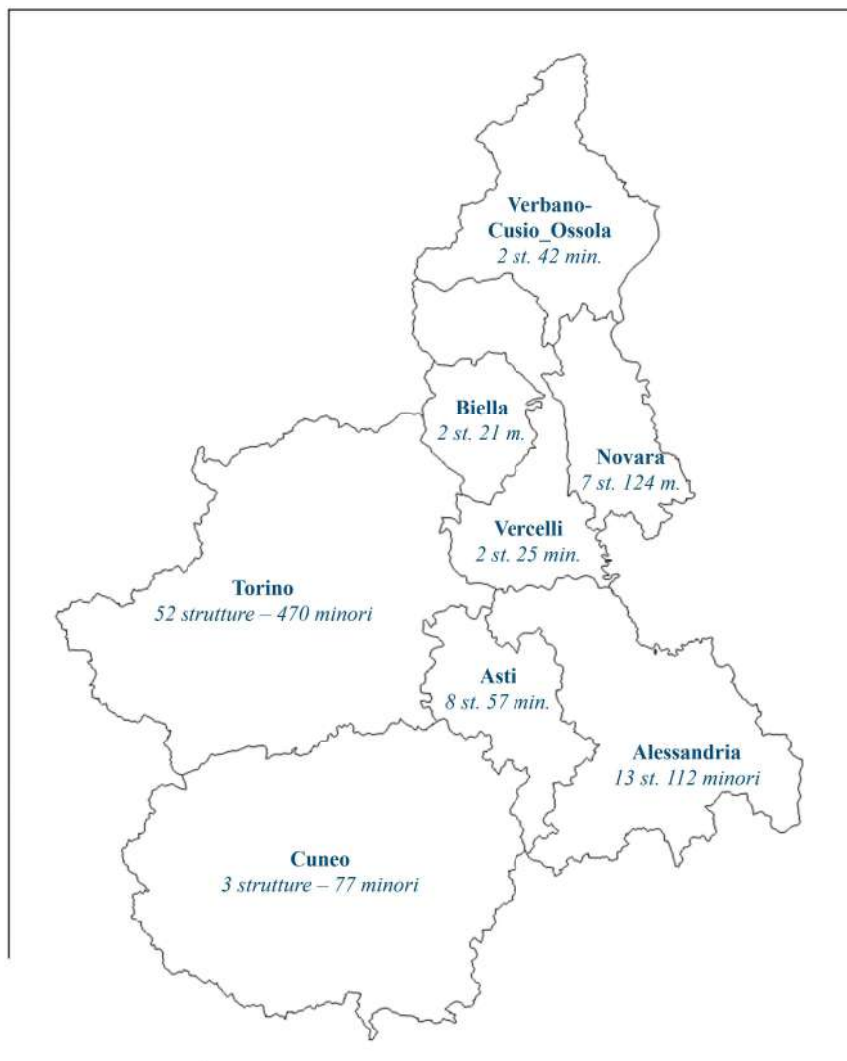 Verbano-
Cusio_Ossola
2 st. 42 min.
Biella
2 st. 21 m.
Novara
7 st. 124 m.
Vercelli
2 st. 25 min.
Torino
52 strutture – 470 minori
Asti
8 st. 57 min.
Alessandria
13 st. 112 minori
Cuneo
3 strutture – 77 minori